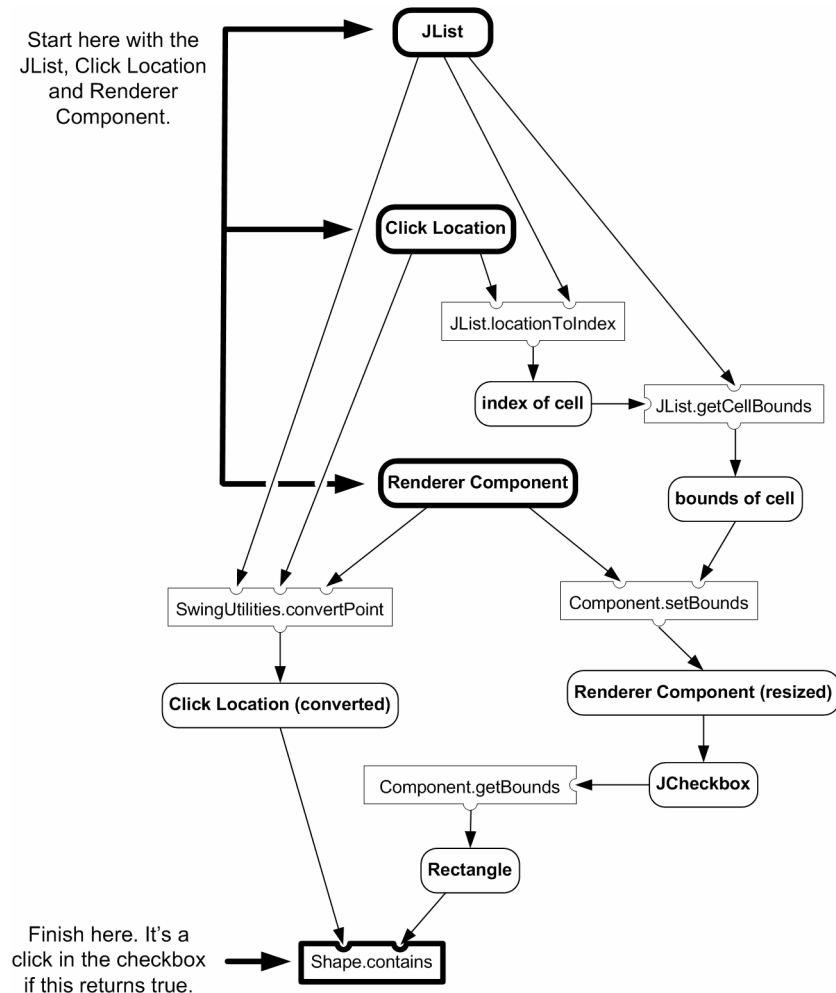 Start here with the
JList, Click Location
and Renderer
Component.
JList
Click Location
JList.locationToIndex
index of cell
JList.getCellBounds
Renderer Component
bounds of cell
SwingUtilities.convertPoint
Component.setBounds
Click Location (converted)
Renderer Component (resized)
Component.getBounds
JCheckbox
Rectangle
Finish here. It's a
click in the checkbox
if this returns true.
Shape.contains